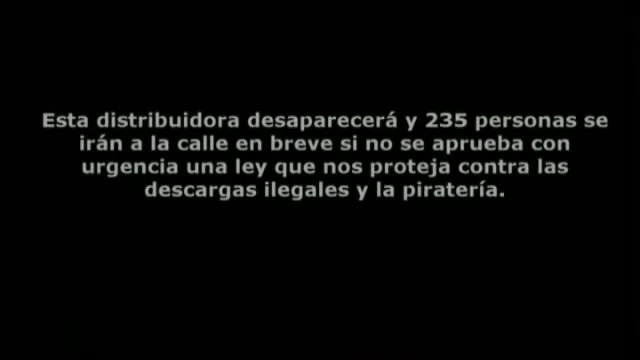 Esta distribuidora desaparecerá y 235 personas se
irán a la calle en breve si no se aprueba con
urgencia una ley que nos proteja contra las
descargas ilegales y la piratería.